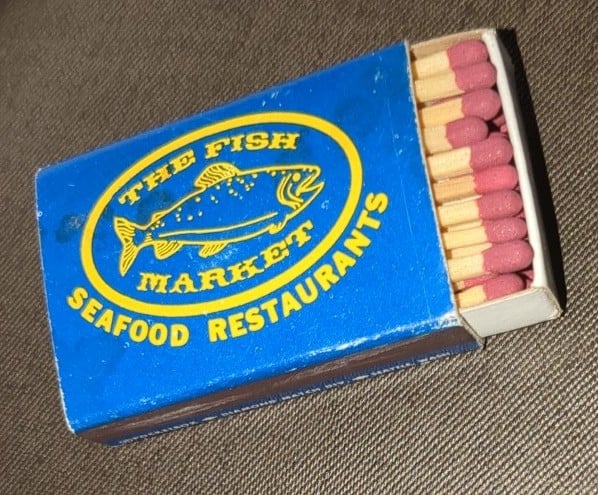 THE FISH
MARKET
SEAFOOD RESTAURANTS